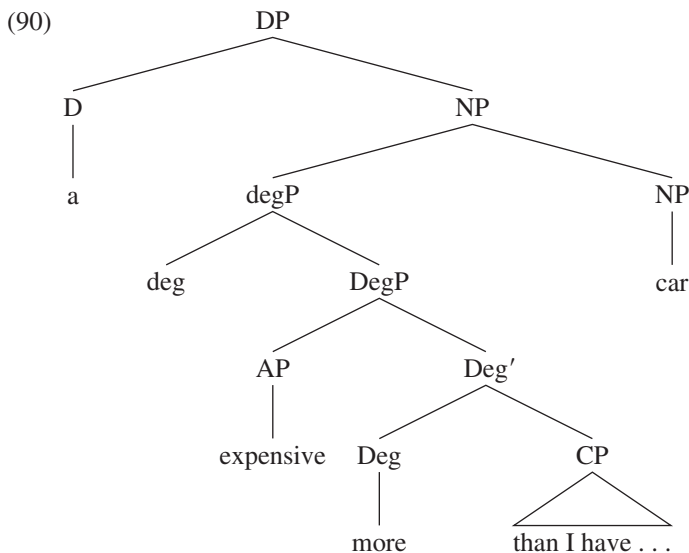 (90) DP
D NP
a degP NP
deg DegP car
AP Deg′
expensive Deg CP
more than I have . . .